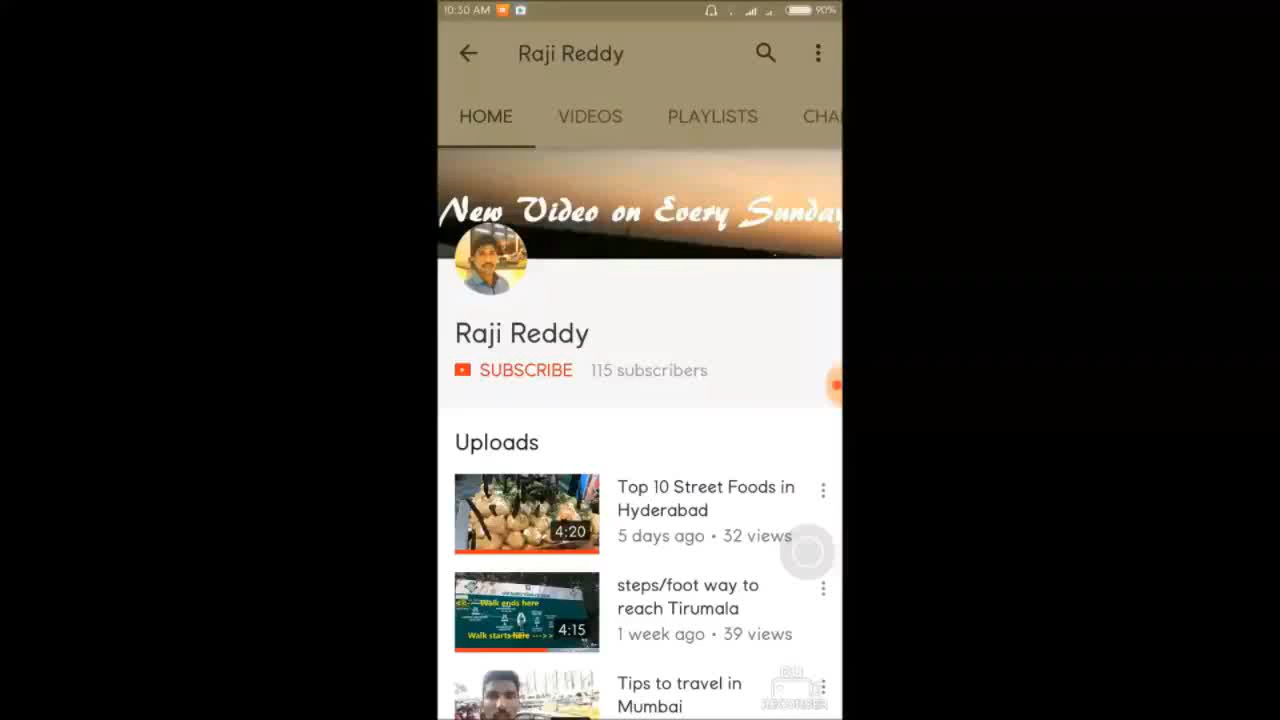 10:30 AM
90%
Raji Reddy
HOME VIDEOS PLAYLISTS CHA
New Video on Every Sunday
Raji Reddy
SUBSCRIBE 115 subscribers
Uploads
Top 10 Street Foods in
Hyderabad
5 days ago • 32 views
4:20
steps/foot way to
reach Tirumala
1 week ago • 39 views
Walk ends here
Walk starts here --->>
4:15
Tips to travel in
Mumbai
DU
RECORDER